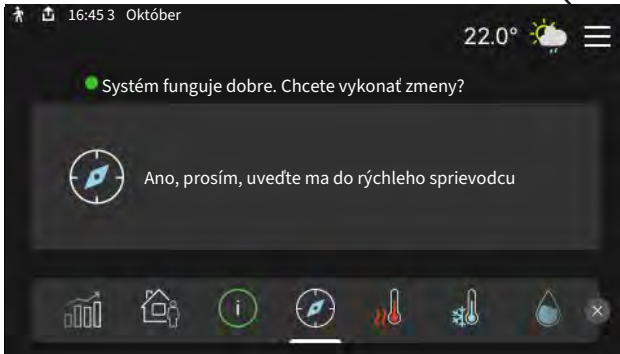 16:45 3 Október
22.0°
Systém funguje dobre. Chcete vykonať zmeny?
Ano, prosím, uveďte ma do rýchleho sprievodcu